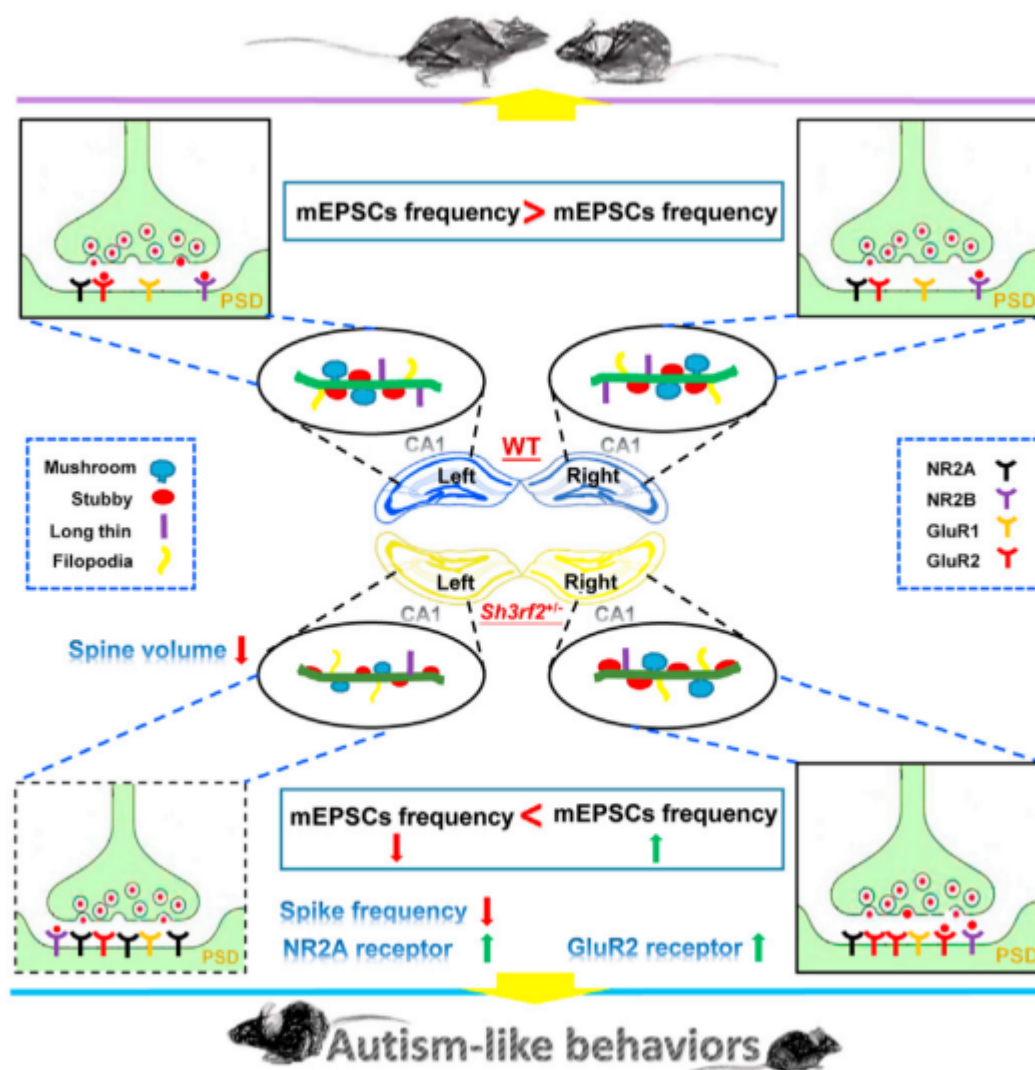 mEPSCs frequency > mEPSCs frequency
PSD
PSD
CA1
WT
CA1
Left
Right
Mushroom
Stubby
Long thin
Filopodia
NR2A
NR2B
GluR1
GluR2
Left
Right
CA1
Sh3rf2+/-
CA1
Spine volume
mEPSCs frequency < mEPSCs frequency
Spike frequency
NR2A receptor
GluR2 receptor
PSD
PSD
Autism-like behaviors